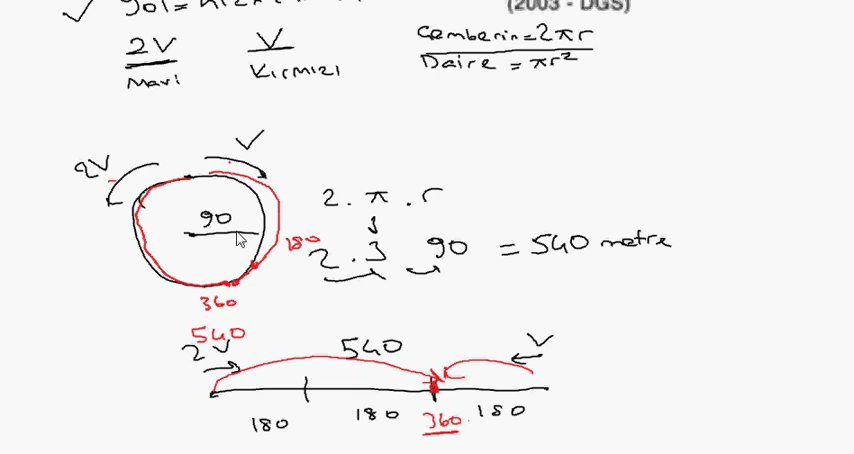 (2003 - DGS)
2V V Çemberin = 2πr
Mavi Kırmızı Daire = πr²
2V
90
180
360
540
2 . π . r
2 . 3 90 = 540 metre
2V 540 V
180 180 360 180